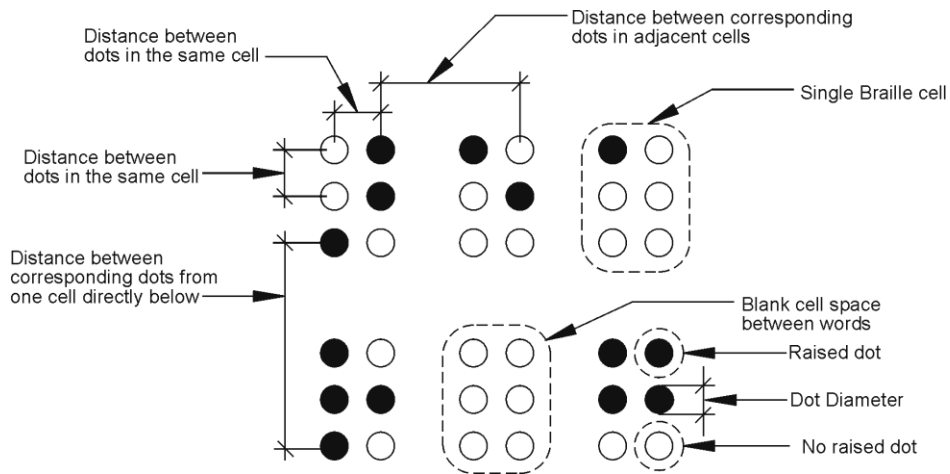 Distance between
dots in the same cell
Distance between corresponding
dots in adjacent cells
Single Braille cell
Distance between
dots in the same cell
Distance between
corresponding dots from
one cell directly below
Blank cell space
between words
Raised dot
Dot Diameter
No raised dot